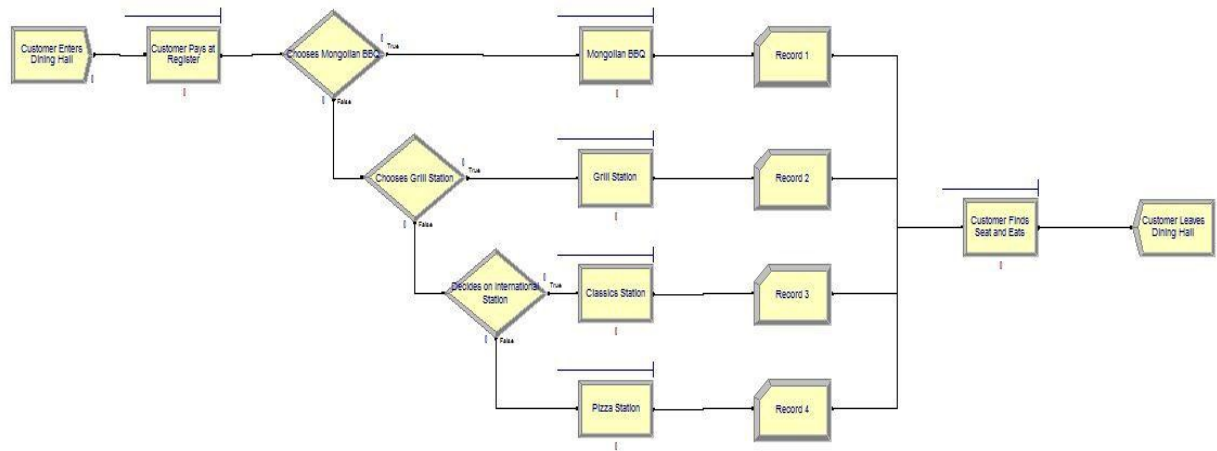 Customer Enters
Dining Hall
Customer Pays at
Register
Chooses Mongolian BBQ
True
False
Mongolian BBQ
Record 1
Chooses Grill Station
True
False
Grill Station
Record 2
Decides on International
Station
True
False
Classics Station
Record 3
Pizza Station
Record 4
Customer Finds
Seat and Eats
Customer Leaves
Dining Hall